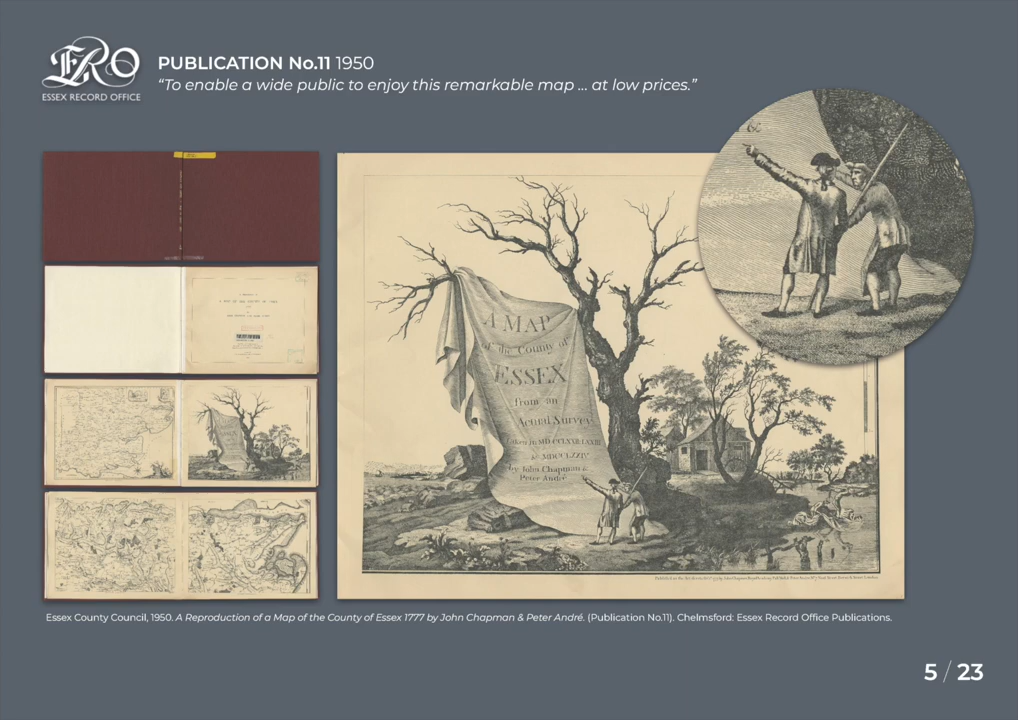 ERO
ESSEX RECORD OFFICE
PUBLICATION No.11 1950
“To enable a wide public to enjoy this remarkable map ... at low prices.”
&
A MAP
of the County of
ESSEX
from an
Actual Survey
taken in MDCCLXXII LXXIII
& MDCCLXXIV
by John Chapman &
Peter André
Essex County Council, 1950. A Reproduction of a Map of the County of Essex 1777 by John Chapman & Peter André. (Publication No.11). Chelmsford: Essex Record Office Publications.
5 / 23